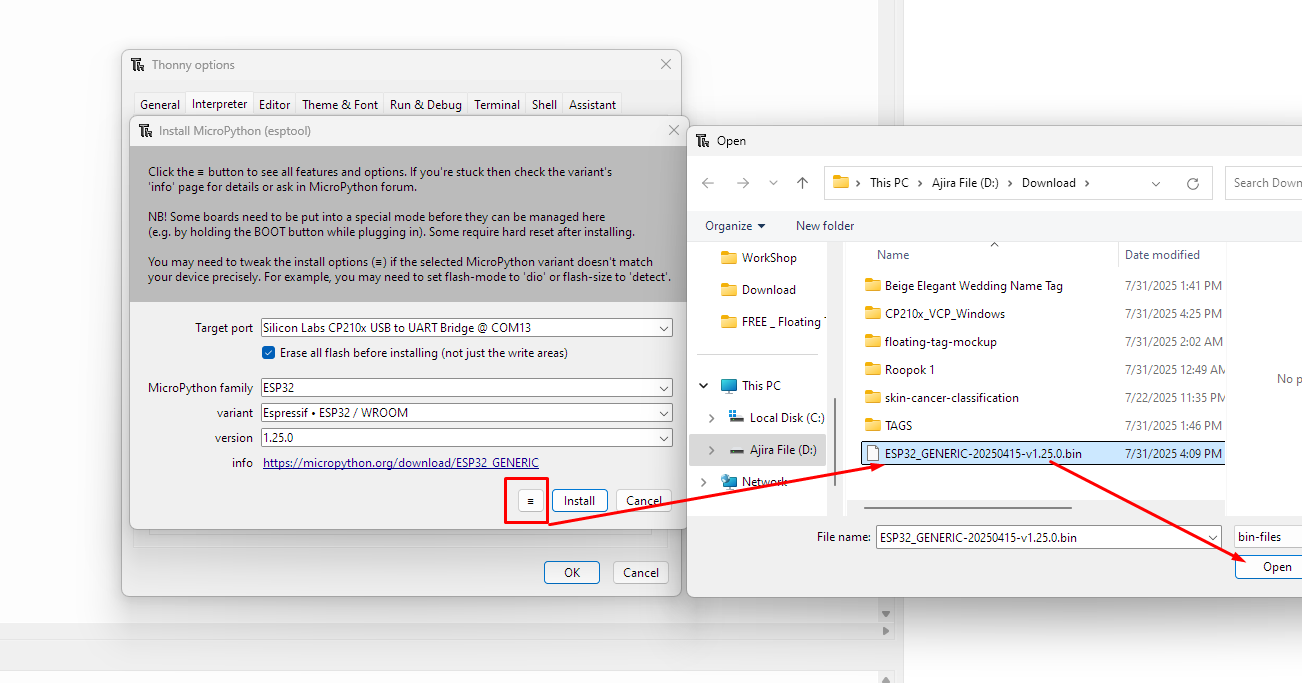 Thonny options
General Interpreter Editor Theme & Font Run & Debug Terminal Shell Assistant
Install MicroPython (esptool)
Click the ≡ button to see all features and options. If you're stuck then check the variant's
'info' page for details or ask in MicroPython forum.
NB! Some boards need to be put into a special mode before they can be managed here
(e.g. by holding the BOOT button while plugging in). Some require hard reset after installing.
You may need to tweak the install options (≡) if the selected MicroPython variant doesn't match
your device precisely. For example, you may need to set flash-mode to 'dio' or flash-size to 'detect'.
Target port Silicon Labs CP210x USB to UART Bridge @ COM13
Erase all flash before installing (not just the write areas)
MicroPython family ESP32
variant Espressif • ESP32 / WROOM
version 1.25.0
info https://micropython.org/download/ESP32_GENERIC
≡ Install Cancel
OK Cancel
Open
This PC › Ajira File (D:) › Download ›
Search Down
Organize New folder
WorkShop
Download
FREE _ Floating
This PC
Local Disk (C:)
Ajira File (D:)
Network
Name Date modified
Beige Elegant Wedding Name Tag 7/31/2025 1:41 PM
CP210x_VCP_Windows 7/31/2025 4:25 PM
floating-tag-mockup 7/31/2025 2:02 AM
Roopok 1 7/31/2025 12:49 AM
skin-cancer-classification 7/22/2025 11:35 PM
TAGS 7/31/2025 1:46 PM
ESP32_GENERIC-20250415-v1.25.0.bin 7/31/2025 4:09 PM
No p
File name: ESP32_GENERIC-20250415-v1.25.0.bin bin-files
Open